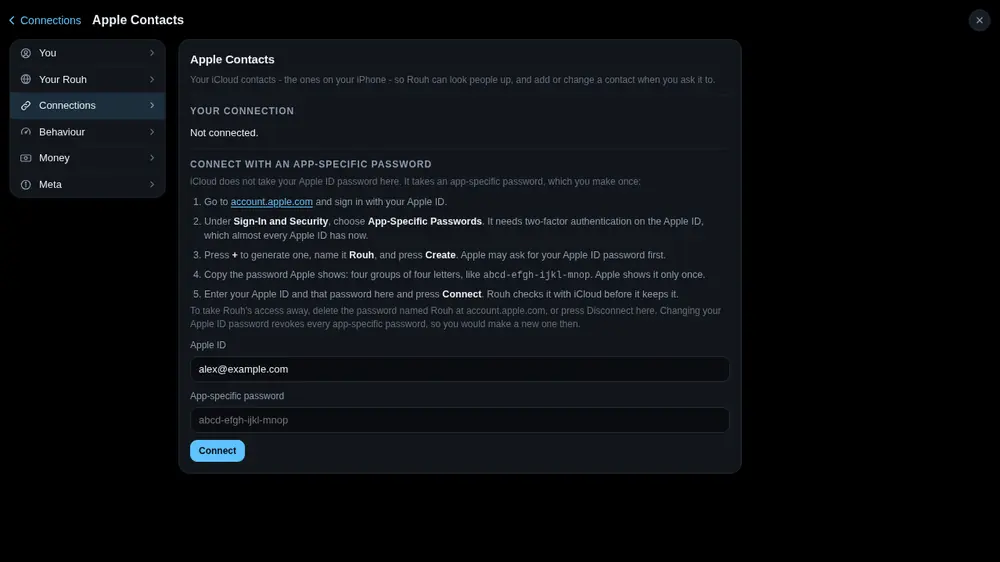 Connections Apple Contacts
You
Your Rouh
Connections
Behaviour
Money
Meta
Apple Contacts
Your iCloud contacts - the ones on your iPhone - so Rouh can look people up, and add or change a contact when you ask it to.
YOUR CONNECTION
Not connected.
CONNECT WITH AN APP-SPECIFIC PASSWORD
iCloud does not take your Apple ID password here. It takes an app-specific password, which you make once:
1. Go to account.apple.com and sign in with your Apple ID.
2. Under Sign-In and Security, choose App-Specific Passwords. It needs two-factor authentication on the Apple ID,
which almost every Apple ID has now.
3. Press + to generate one, name it Rouh, and press Create. Apple may ask for your Apple ID password first.
4. Copy the password Apple shows: four groups of four letters, like abcd-efgh-ijkl-mnop. Apple shows it only once.
5. Enter your Apple ID and that password here and press Connect. Rouh checks it with iCloud before it keeps it.
To take Rouh's access away, delete the password named Rouh at account.apple.com, or press Disconnect here. Changing your
Apple ID password revokes every app-specific password, so you would make a new one then.
Apple ID
alex@example.com
App-specific password
abcd-efgh-ijkl-mnop
Connect